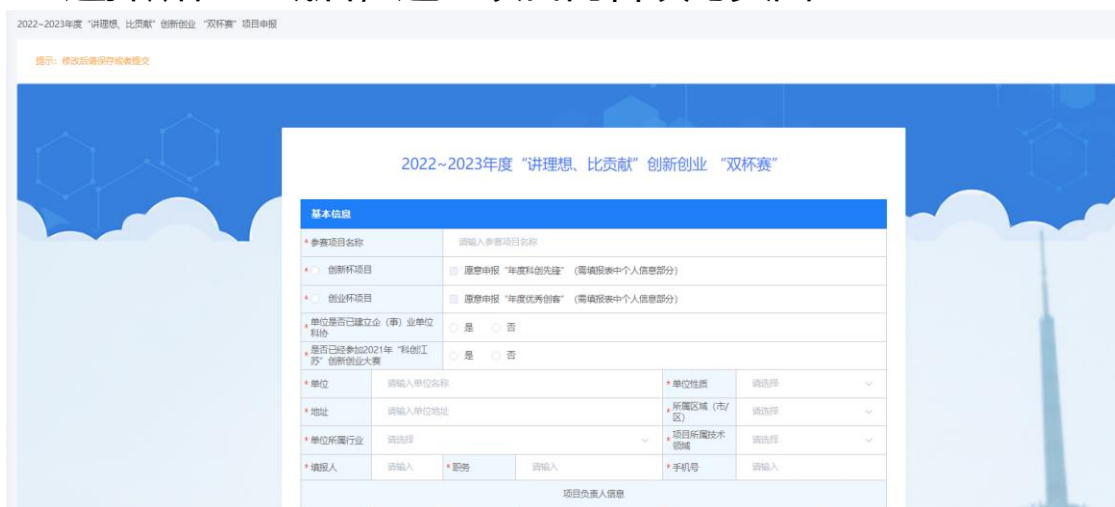 2022~2023年度“讲理想、比贡献”创新创业 “双杯赛” 项目申报
提示：修改后请保存或者提交
2022~2023年度“讲理想、比贡献”创新创业 “双杯赛”
基本信息
* 参赛项目名称 请输入参赛项目名称
* 创新杯项目 愿意申报“年度科创先锋”（需填报表中个人信息部分）
* 创业杯项目 愿意申报“年度优秀创客”（需填报表中个人信息部分）
* 单位是否已建立企（事）业单位
科协 是 否
* 是否已经参加2021年“科创江
苏”创新创业大赛 是 否
* 单位 请输入单位名称 * 单位性质 请选择
* 地址 请输入单位地址 * 所属区域（市/
区） 请选择
* 单位所属行业 请选择 * 项目所属技术
领域 请选择
* 填报人 请输入 * 职务 请输入 * 手机号 请输入
项目负责人信息